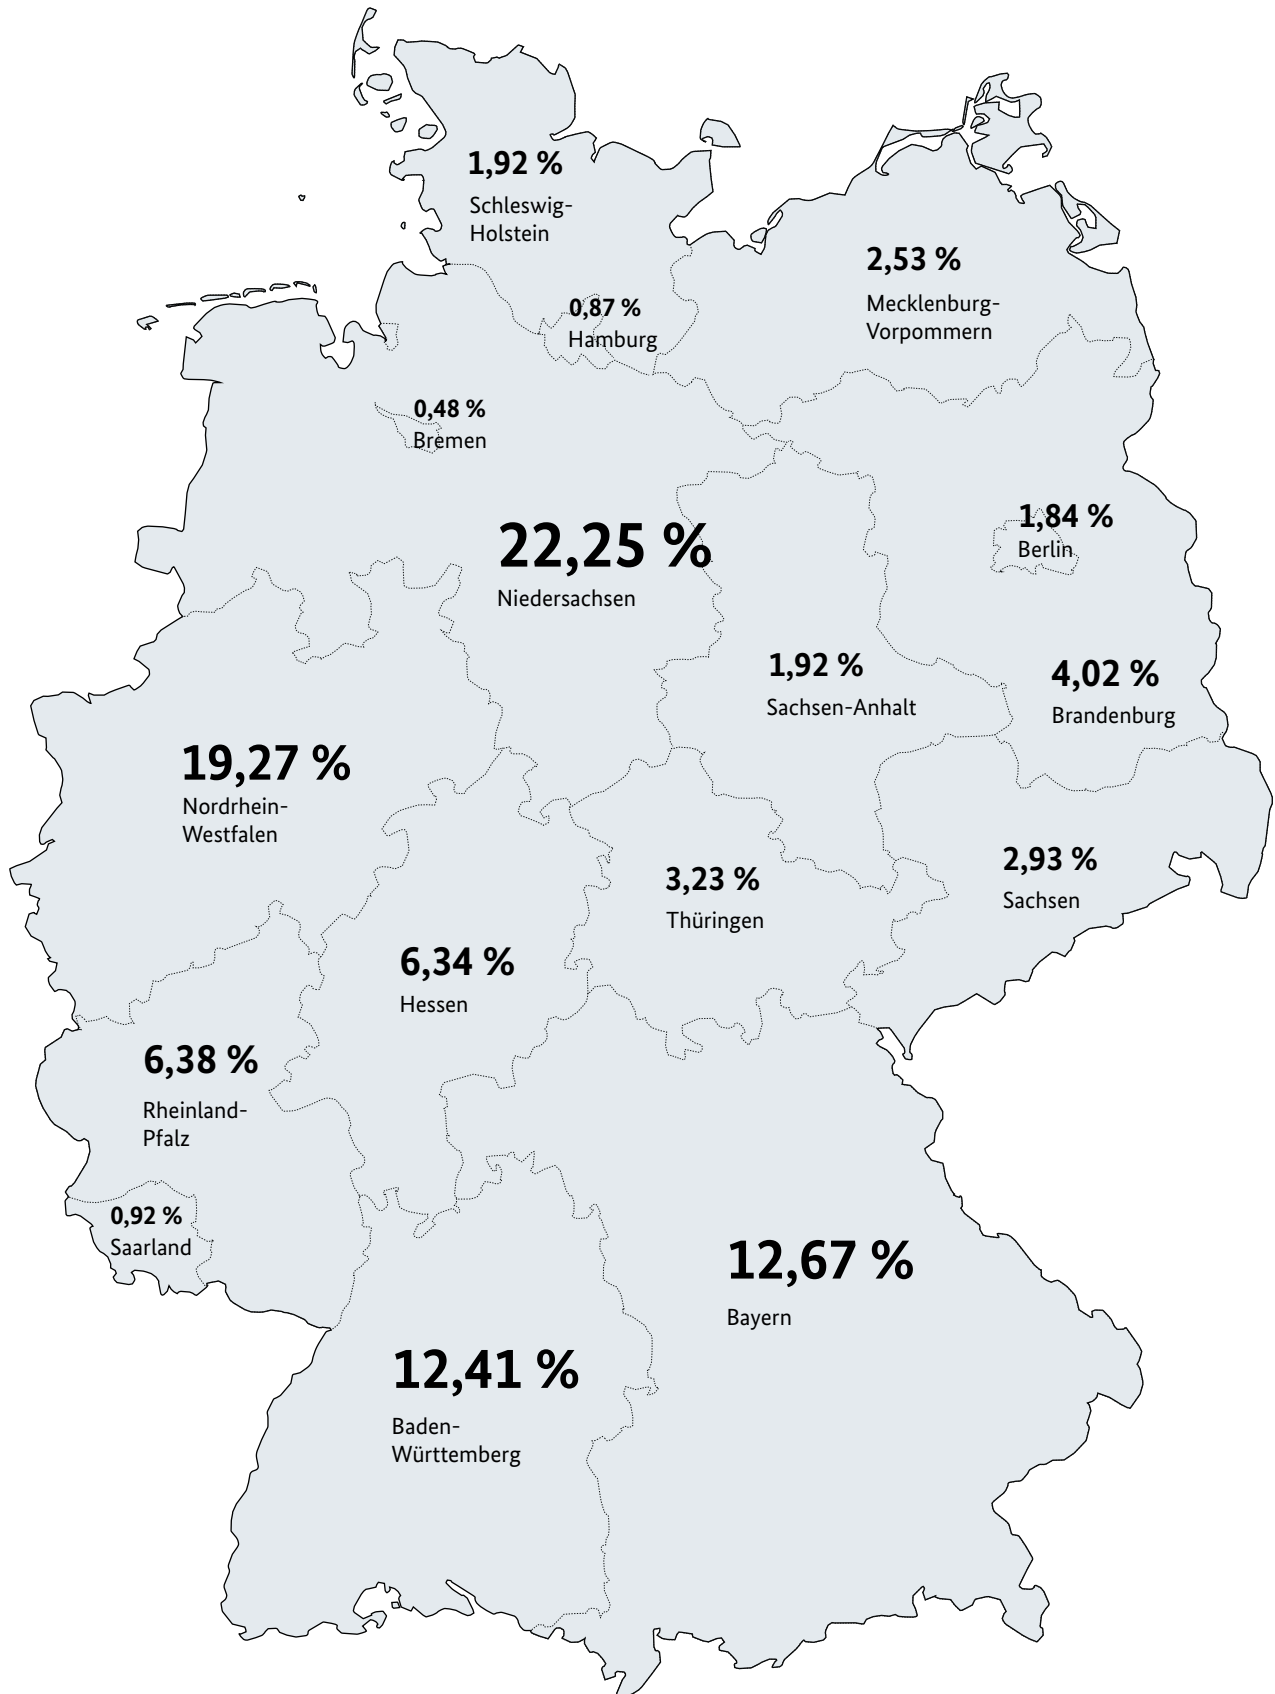 1,92 %
Schleswig-
Holstein
2,53 %
Mecklenburg-
Vorpommern
0,87 %
Hamburg
0,48 %
Bremen
22,25 %
Niedersachsen
1,84 %
Berlin
1,92 %
Sachsen-Anhalt
4,02 %
Brandenburg
19,27 %
Nordrhein-
Westfalen
3,23 %
Thüringen
2,93 %
Sachsen
6,34 %
Hessen
6,38 %
Rheinland-
Pfalz
0,92 %
Saarland
12,67 %
Bayern
12,41 %
Baden-
Württemberg